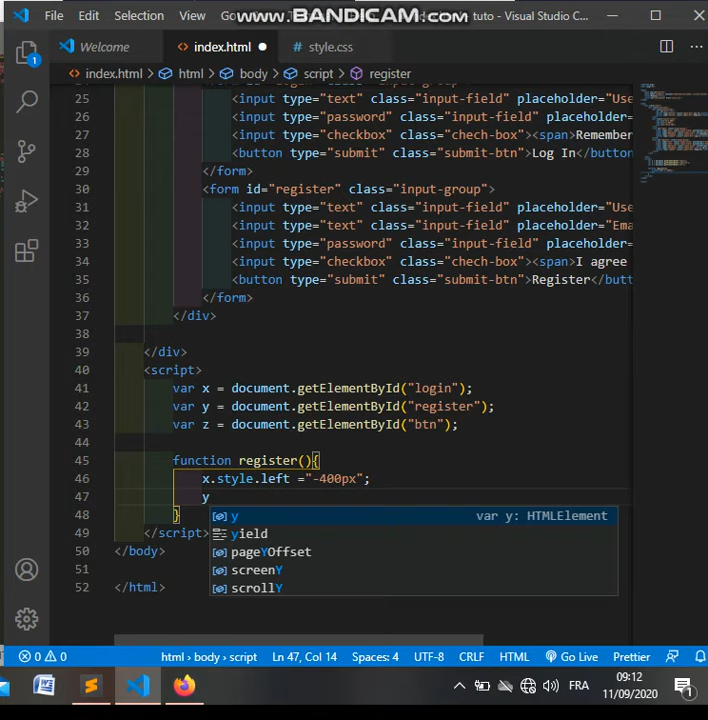 www.BANDICAM.com
File Edit Selection View tuto - Visual Studio C...
Welcome index.html style.css
index.html > html > body > script > register
25 <input type="text" class="input-field" placeholder="Use
26 <input type="password" class="input-field" placeholder=
27 <input type="checkbox" class="chech-box"><span>Remember
28 <button type="submit" class="submit-btn">Log In</button
29 </form>
30 <form id="register" class="input-group">
31 <input type="text" class="input-field" placeholder="Use
32 <input type="text" class="input-field" placeholder="Ema
33 <input type="password" class="input-field" placeholder=
34 <input type="checkbox" class="chech-box"><span>I agree
35 <button type="submit" class="submit-btn">Register</butt
36 </form>
37 </div>
38
39 </div>
40 <script>
41 var x = document.getElementById("login");
42 var y = document.getElementById("register");
43 var z = document.getElementById("btn");
44
45 function register(){
46 x.style.left ="-400px";
47 y
48 }
y var y: HTMLElement
49 </script>
yield
50 </body>
pageYOffset
51
screenY
52 </html>
scrollY
0 0 html > body > script Ln 47, Col 14 Spaces: 4 UTF-8 CRLF HTML Go Live Prettier
FRA 09:12
11/09/2020 1